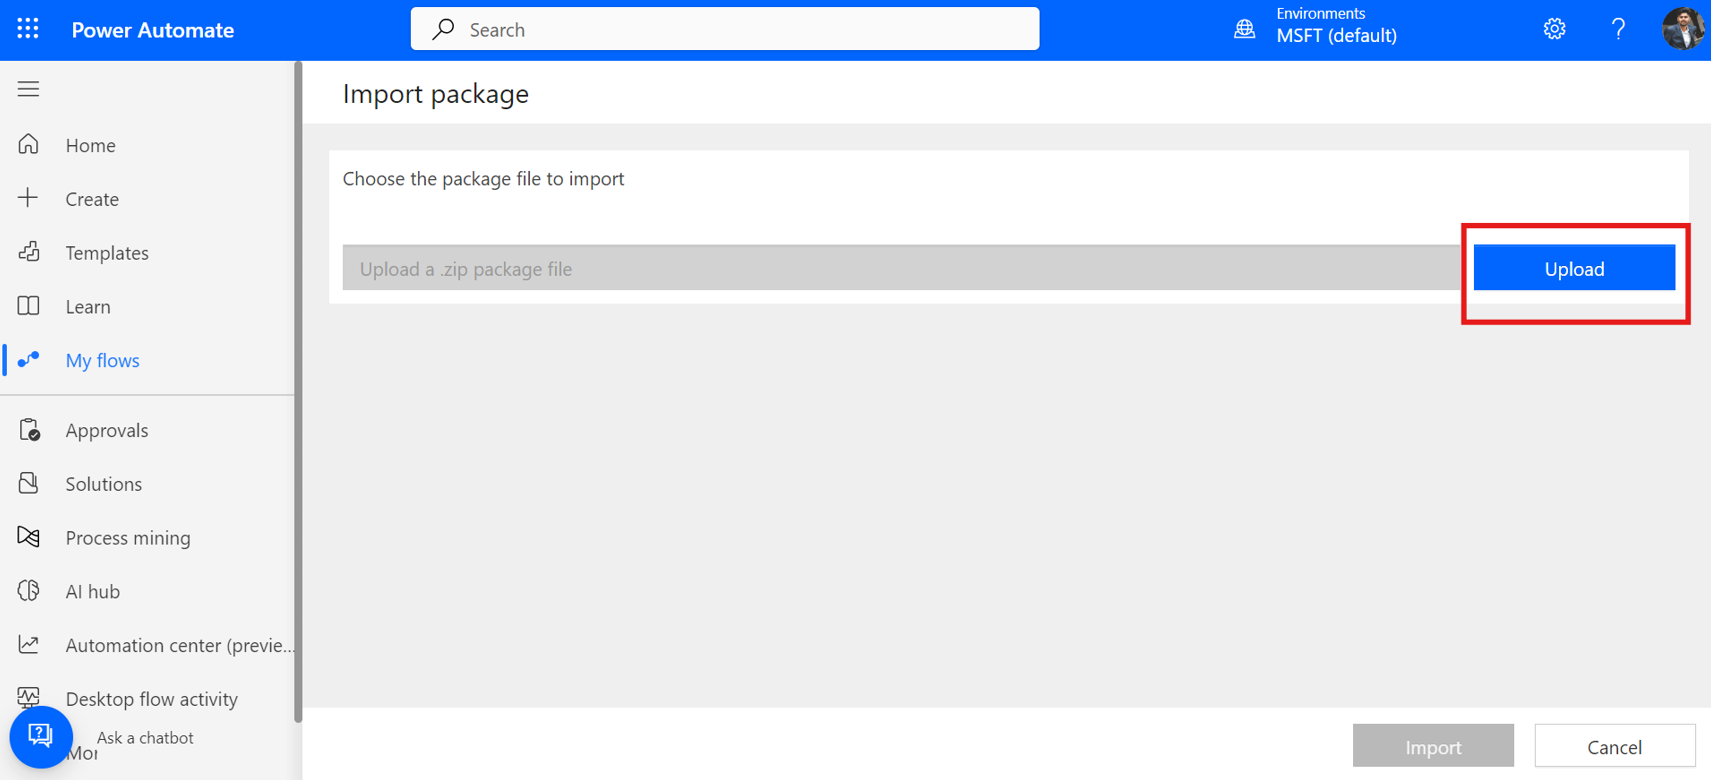 Power Automate
Search
Environments
MSFT (default)
?
Import package
Home
Choose the package file to import
Create
Templates
Upload a .zip package file
Upload
Learn
My flows
Approvals
Solutions
Process mining
AI hub
Automation center (previe...
Desktop flow activity
Ask a chatbot
Mor
Import
Cancel